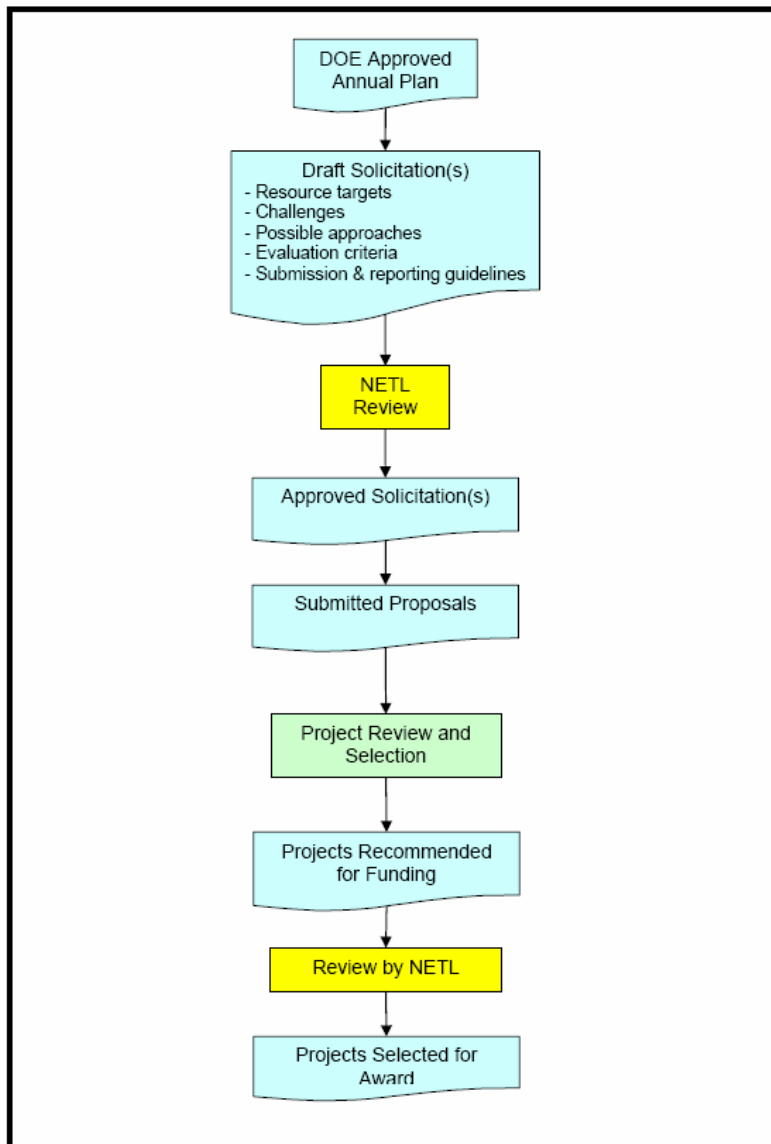 DOE Approved
Annual Plan
Draft Solicitation(s)
- Resource targets
- Challenges
- Possible approaches
- Evaluation criteria
- Submission & reporting guidelines
NETL
Review
Approved Solicitation(s)
Submitted Proposals
Project Review and
Selection
Projects Recommended
for Funding
Review by NETL
Projects Selected for
Award